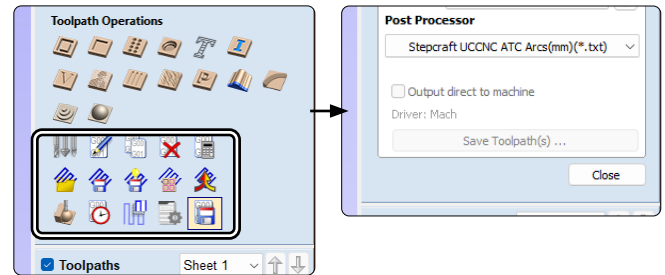 Toolpath Operations
Toolpaths
Sheet 1
Post Processor
Stepcraft UCCNC ATC Arcs(mm)(*.txt)
Output direct to machine
Driver: Mach
Save Toolpath(s) ...
Close